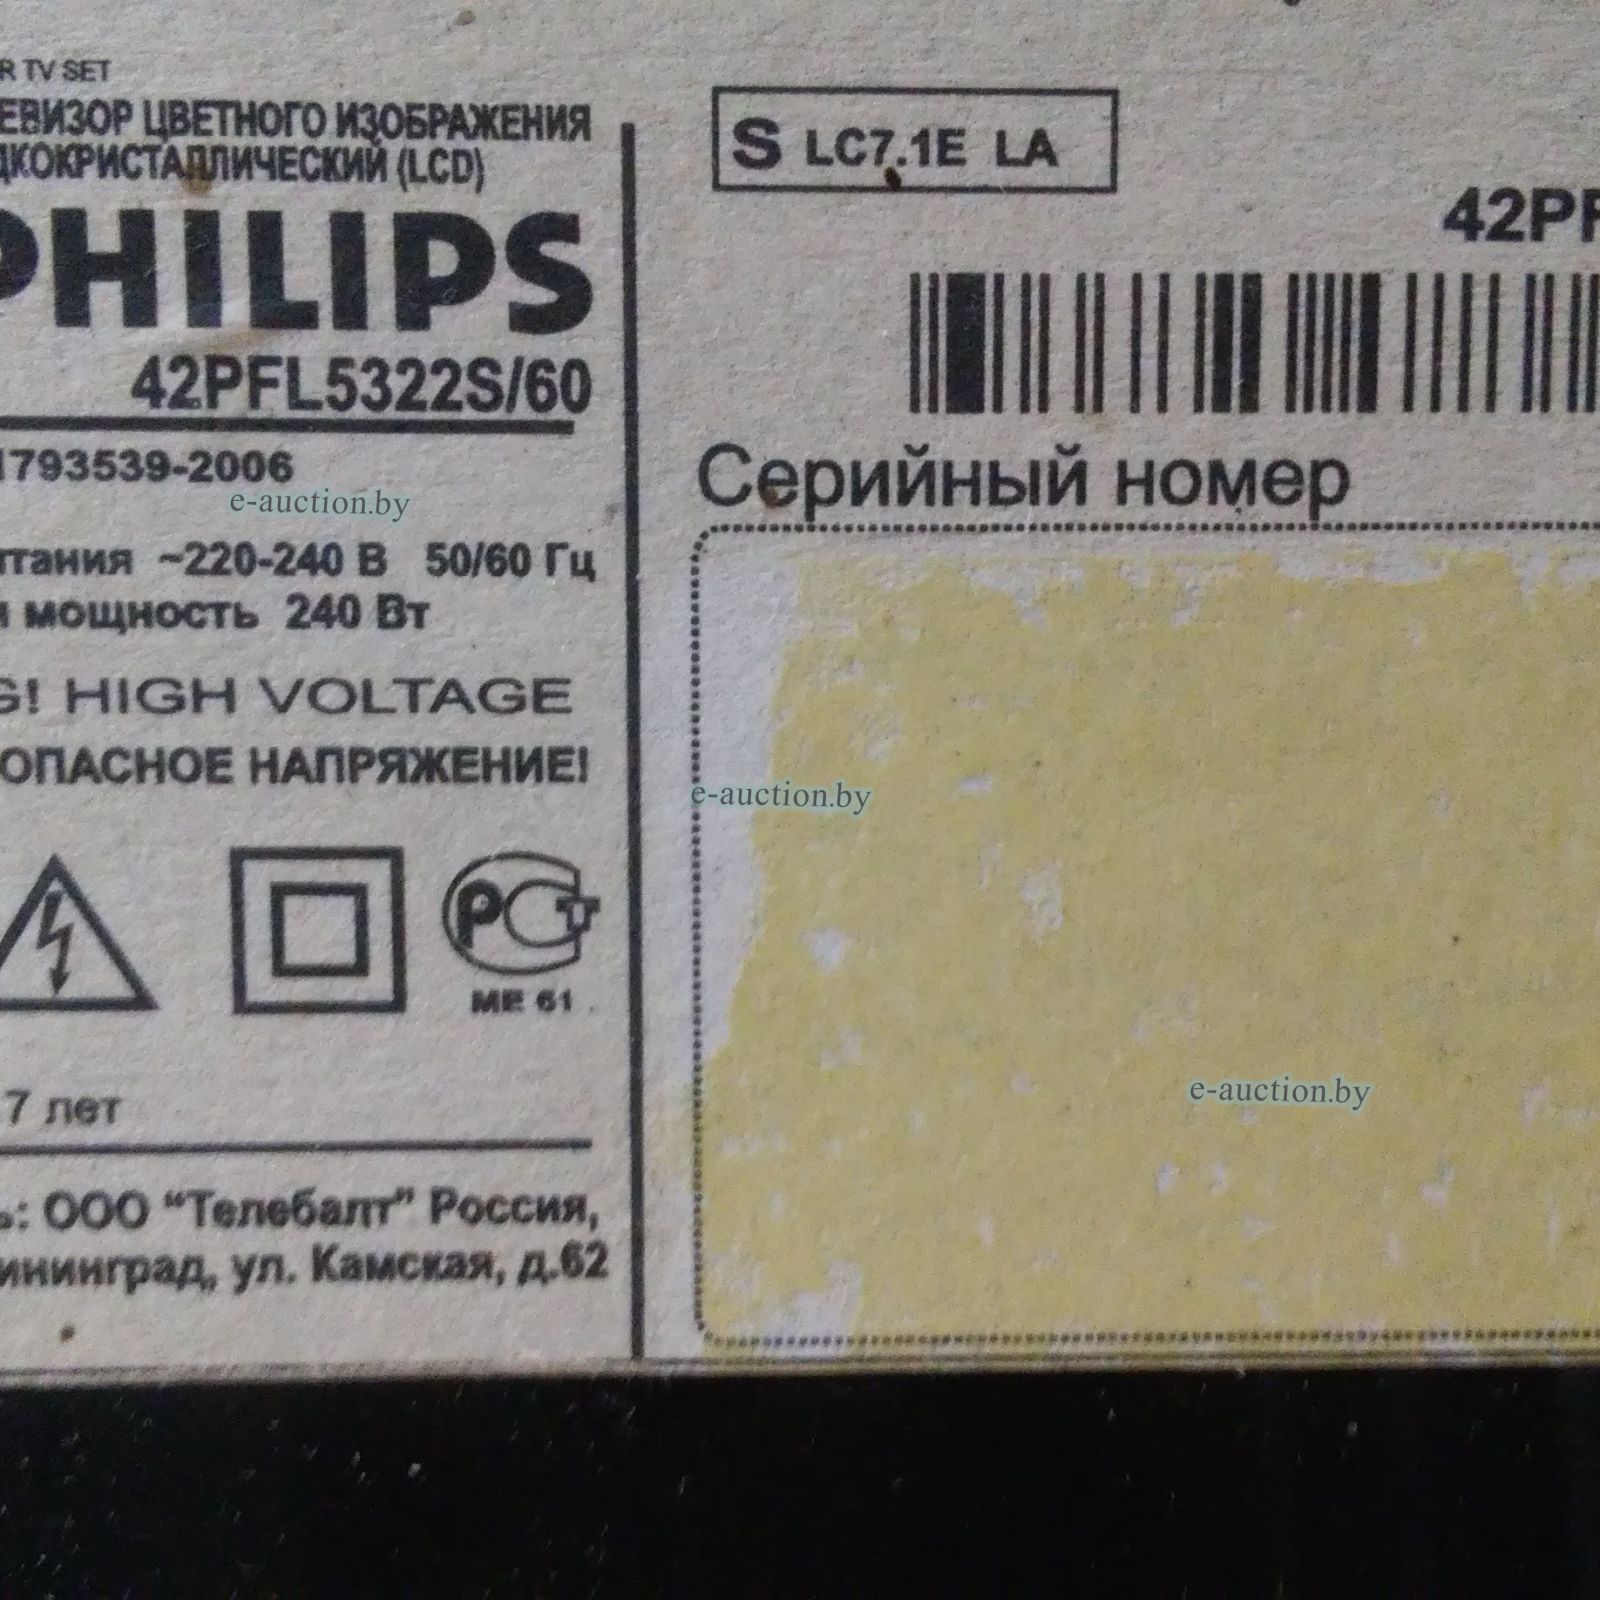 R TV SET
ЕВИЗОР ЦВЕТНОГО ИЗОБРАЖЕНИЯ
ДКОКРИСТАЛЛИЧЕСКИЙ (LCD)
PHILIPS
42PFL5322S/60
1793539-2006
e-auction.by
итания ~220-240 В 50/60 Гц
я мощность 240 Вт
G! HIGH VOLTAGE
ОПАСНОЕ НАПРЯЖЕНИЕ!
РСТ
МЕ 61
7 лет
ь: ООО “Телебалт” Россия,
ининград, ул. Камская, д.62
S LC7.1E LA
42PF
Серийный номер
e-auction.by
e-auction.by